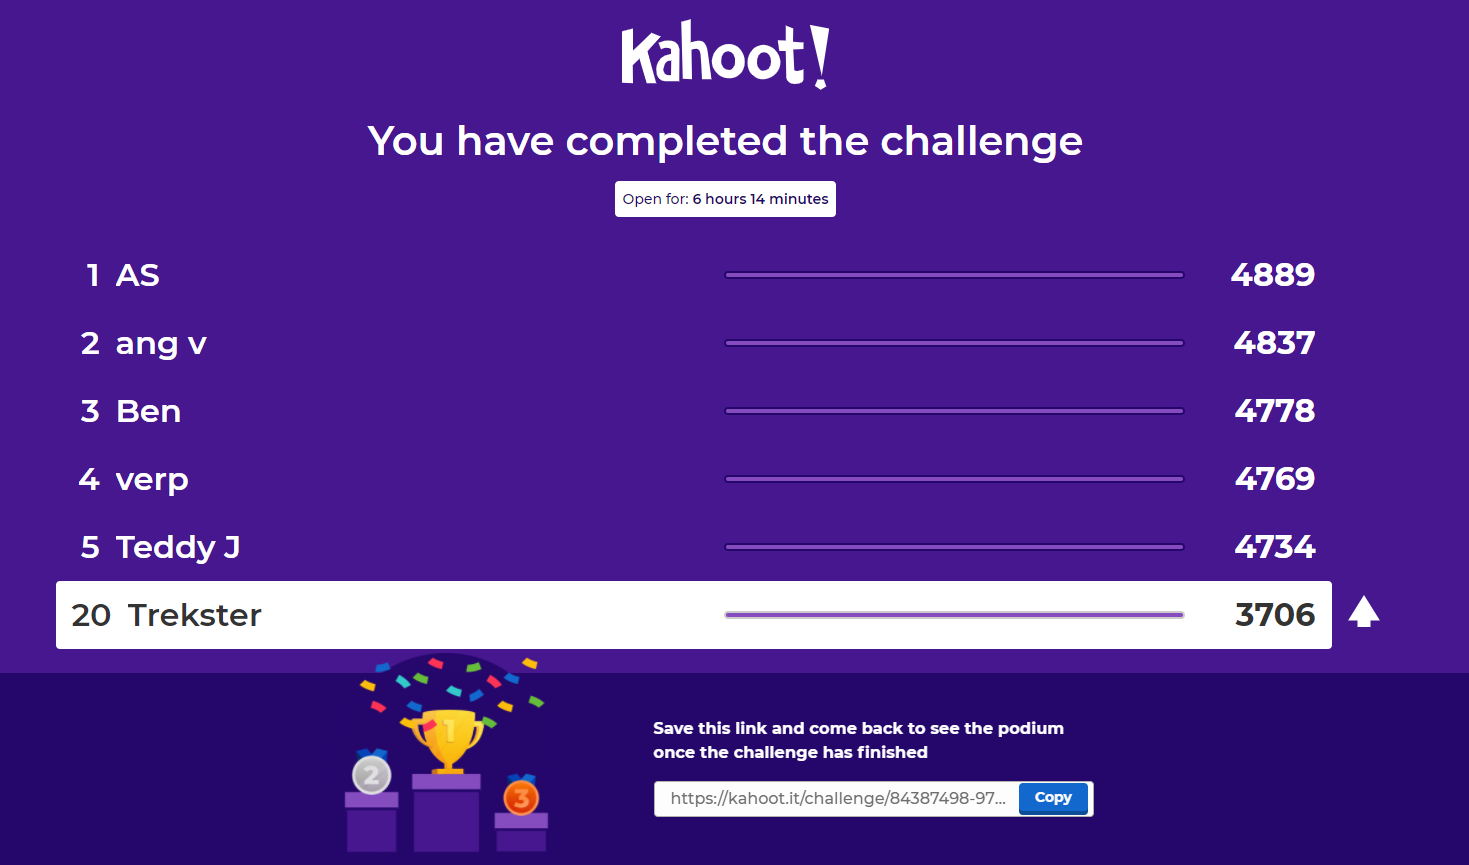 Kahoot!
You have completed the challenge
Open for: 6 hours 14 minutes
1 AS 4889
2 ang v 4837
3 Ben 4778
4 verp 4769
5 Teddy J 4734
20 Trekster 3706
1
2
3
Save this link and come back to see the podium
once the challenge has finished
https://kahoot.it/challenge/84387498-97... Copy